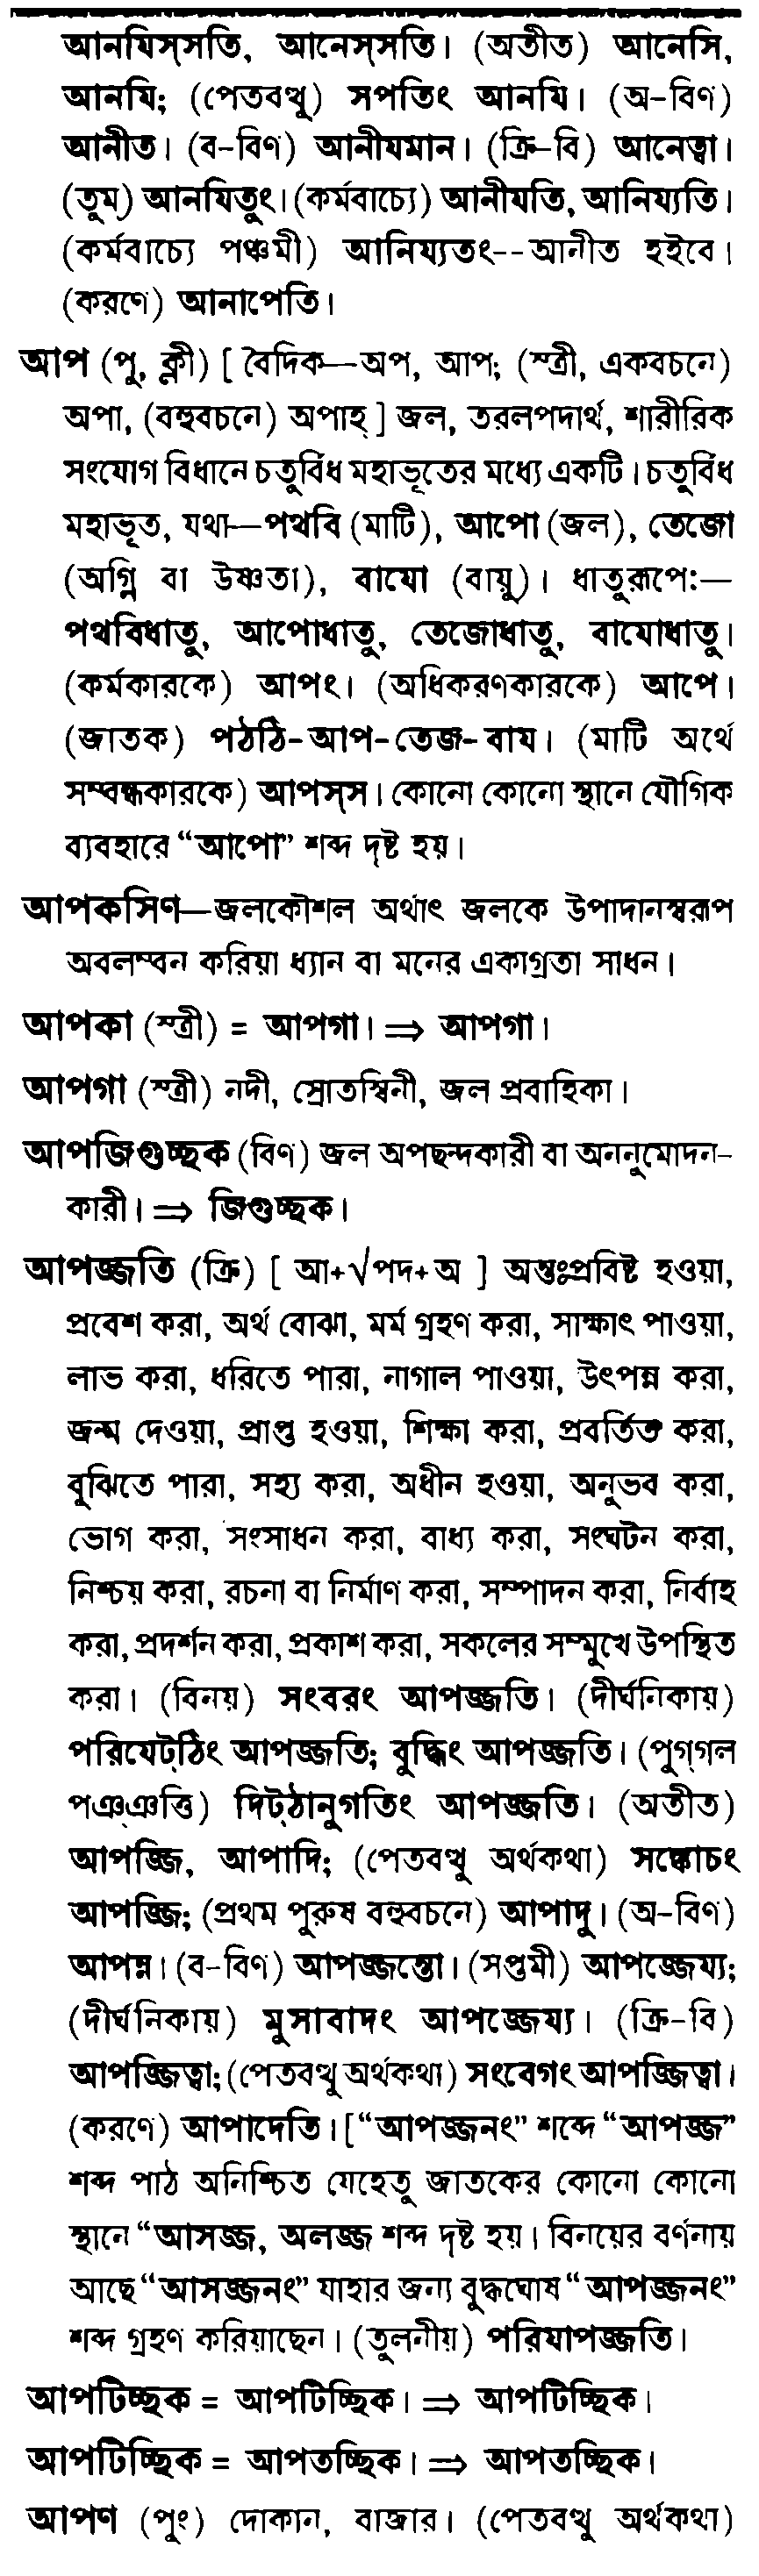 আনযিস্সতি, আনেস্সতি। (অতীত) আনেসি,
আনমি; (পেতবত্থু) সপতিং আনমি। (অ-বিণ)
আনীত। (ব-বিণ) আনীযমান। (ক্রি-বি) আনেত্বা।
(তুম) আনযিতুং। (কর্মবাচ্যে) আনীযতি, আনিয্যতি।
(কর্মবাচ্যে পঞ্চমী) আনিয্যতং--আনীত হইবে।
(করণে) আনাপেতি।
আপ (পু, ক্লী) [ বৈদিক—অপ, আপ; (স্ত্রী, একবচনে)
অপা, (বহুবচনে) অপাহ্ ] জল, তরলপদার্থ, শারীরিক
সংযোগ বিধানে চতুর্বিধ মহাভূতের মধ্যে একটি। চতুর্বিধ
মহাভূত, যথা—পথবি (মাটি), আপো (জল), তেজো
(অগ্নি বা উষ্ণতা), বাযো (বায়ু)। ধাতুরূপে:—
পথবিধাতু, আপোধাতু, তেজোধাতু, বাযোধাতু।
(কর্মকারকে) আপং। (অধিকরণকারকে) আপে।
(জাতক) পঠঠি-আপ-তেজ-বায। (মাটি অর্থে
সম্বন্ধকারকে) আপস্স। কোনো কোনো স্থানে যৌগিক
ব্যবহারে “আপো” শব্দ দৃষ্ট হয়।
আপকসিণ—জলকৌশল অর্থাৎ জলকে উপাদানস্বরূপ
অবলম্বন করিয়া ধ্যান বা মনের একাগ্রতা সাধন।
আপকা (স্ত্রী) = আপগা। ⇒ আপগা।
আপগা (স্ত্রী) নদী, স্রোতস্বিনী, জল প্রবাহিকা।
আপজিগুচ্ছক (বিণ) জল অপছন্দকারী বা অননুমোদন-
কারী। ⇒ জিগুচ্ছক।
আপজ্জতি (ক্রি) [ আ+√পদ+অ ] অন্তঃপ্রবিষ্ট হওয়া,
প্রবেশ করা, অর্থ বোঝা, মর্ম গ্রহণ করা, সাক্ষাৎ পাওয়া,
লাভ করা, ধরিতে পারা, নাগাল পাওয়া, উৎপন্ন করা,
জন্ম দেওয়া, প্রাপ্ত হওয়া, শিক্ষা করা, প্রবর্তিত করা,
বুঝিতে পারা, সহ্য করা, অধীন হওয়া, অনুভব করা,
ভোগ করা, সংসাধন করা, বাধ্য করা, সংঘটন করা,
নিশ্চয় করা, রচনা বা নির্মাণ করা, সম্পাদন করা, নির্বাহ
করা, প্রদর্শন করা, প্রকাশ করা, সকলের সম্মুখে উপস্থিত
করা। (বিনয়) সংবরং আপজ্জতি। (দীর্ঘনিকায়)
পরিযেট্ঠিং আপজ্জতি; বুদ্ধিং আপজ্জতি। (পুগ্গল
পঞ্ঞত্তি) দিট্ঠানুগতিং আপজ্জতি। (অতীত)
আপজ্জি, আপাদি; (পেতবত্থু অর্থকথা) সঙ্কোচং
আপজ্জি; (প্রথম পুরুষ বহুবচনে) আপাদু। (অ-বিণ)
আপন্ন। (ব-বিণ) আপজ্জন্তো। (সপ্তমী) আপজ্জেয্য;
(দীর্ঘনিকায়) মুসাবাদং আপজ্জেয্য। (ক্রি-বি)
আপজ্জিত্বা; (পেতবত্থু অর্থকথা) সংবেগং আপজ্জিত্বা।
(করণে) আপাদেতি। [“আপজ্জনং” শব্দে “আপজ্জ”
শব্দ পাঠ অনিশ্চিত যেহেতু জাতকের কোনো কোনো
স্থানে “আসজ্জ, অলজ্জ শব্দ দৃষ্ট হয়। বিনয়ের বর্ণনায়
আছে “আসজ্জনং” যাহার জন্য বুদ্ধঘোষ “আপজ্জনং”
শব্দ গ্রহণ করিয়াছেন। (তুলনীয়) পরিযাপজ্জতি।
আপটিচ্ছক = আপটিচ্ছিক। ⇒ আপটিচ্ছিক।
আপটিচ্ছিক = আপতচ্ছিক। ⇒ আপতচ্ছিক।
আপণ (পুং) দোকান, বাজার। (পেতবত্থু অর্থকথা)